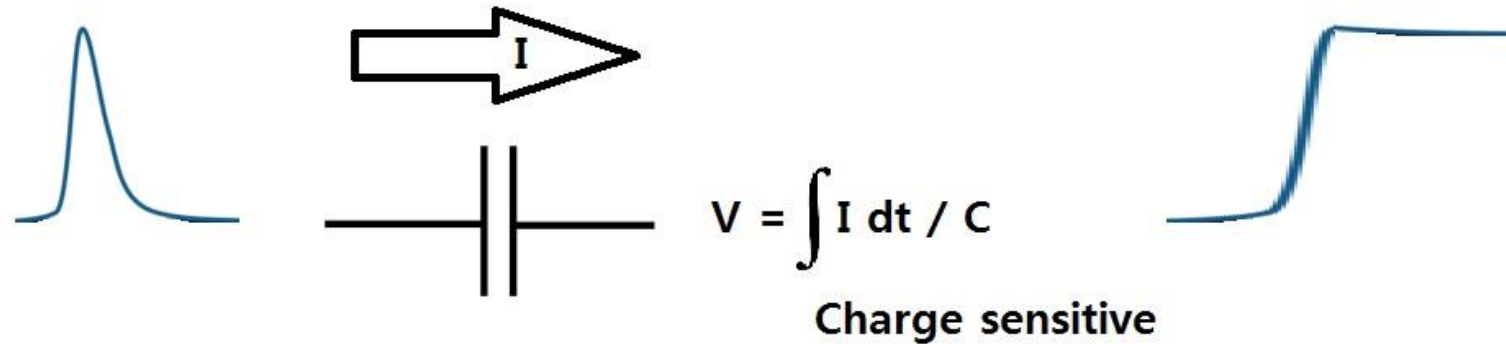 I
V = ∫ I dt / C
Charge sensitive